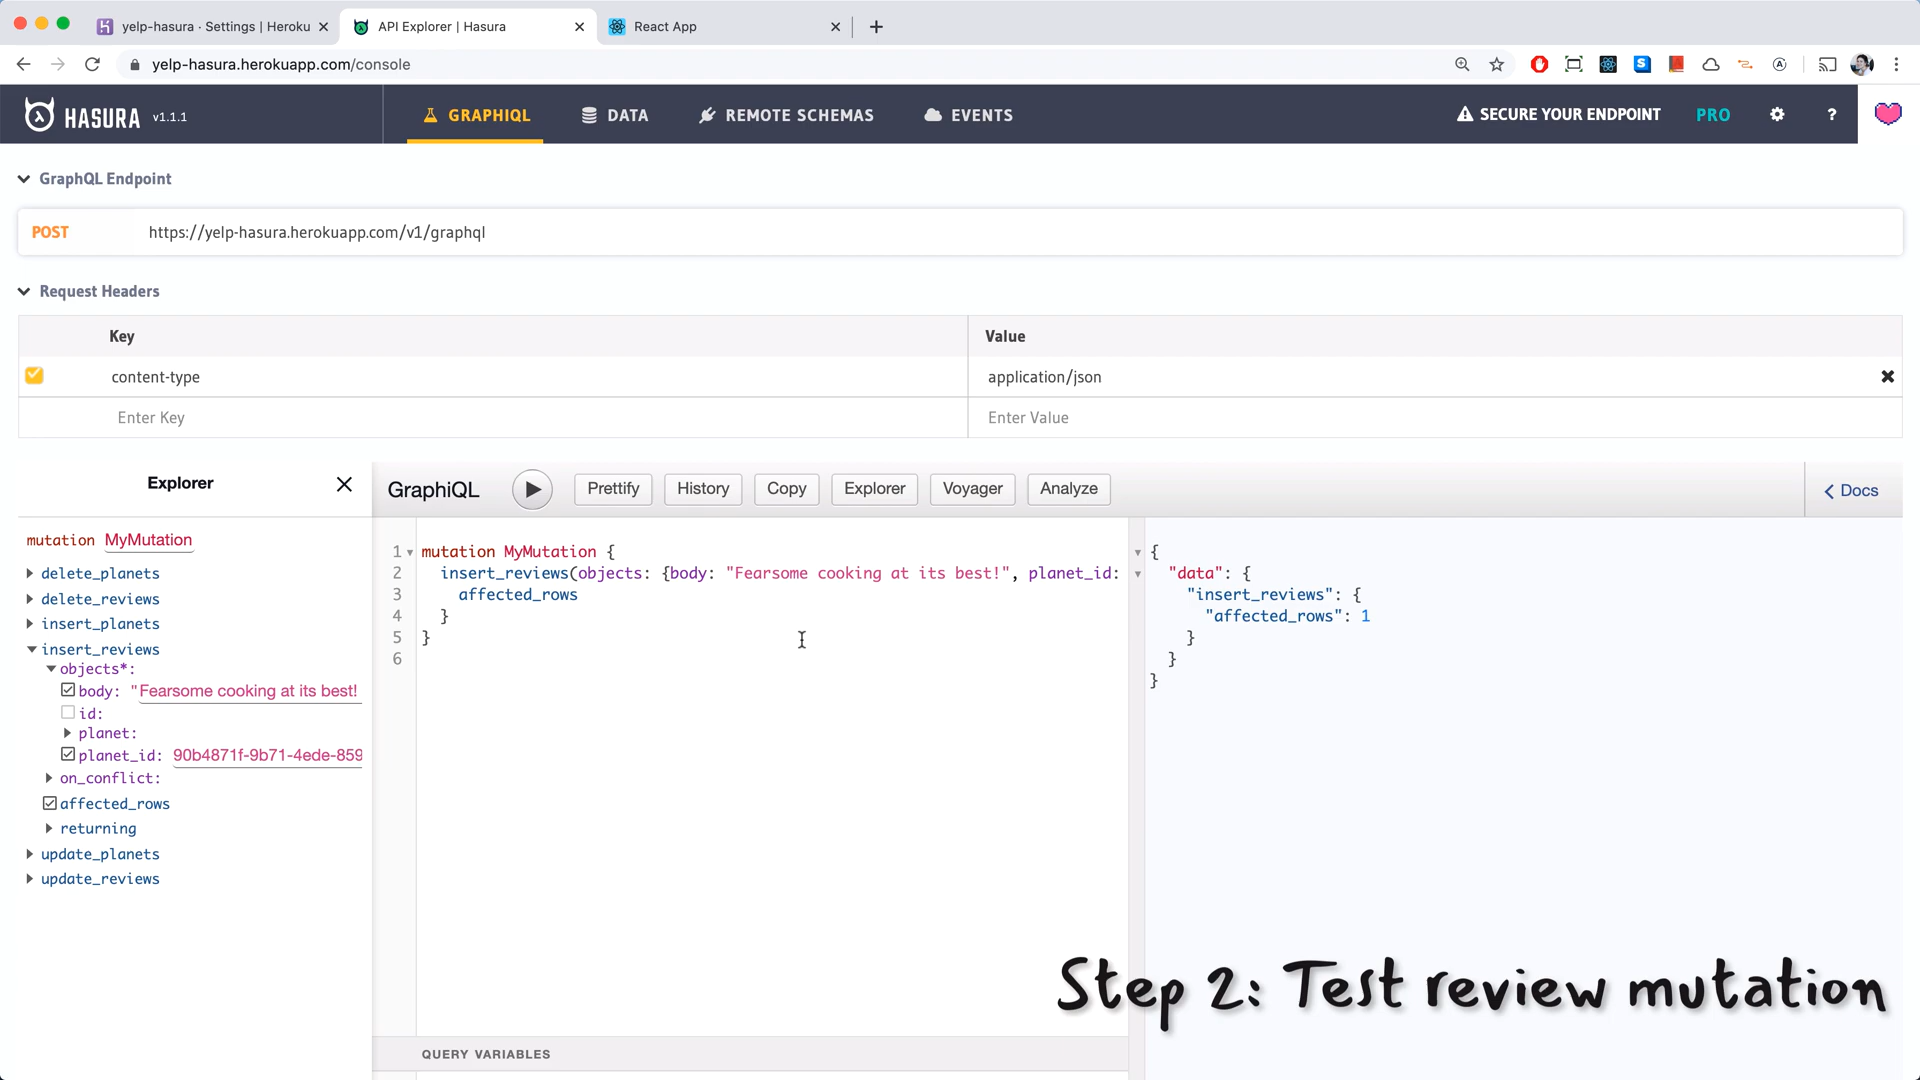 yelp-hasura · Settings | Heroku
API Explorer | Hasura
React App
yelp-hasura.herokuapp.com/console
HASURA v1.1.1
GRAPHIQL
DATA
REMOTE SCHEMAS
EVENTS
SECURE YOUR ENDPOINT
PRO
?
GraphQL Endpoint
POST https://yelp-hasura.herokuapp.com/v1/graphql
Request Headers
Key Value
content-type application/json
Enter Key Enter Value
Explorer
GraphiQL
Prettify
History
Copy
Explorer
Voyager
Analyze
Docs
mutation MyMutation
delete_planets
delete_reviews
insert_planets
insert_reviews
objects*:
body: "Fearsome cooking at its best!
id:
planet:
planet_id: 90b4871f-9b71-4ede-859
on_conflict:
affected_rows
returning
update_planets
update_reviews
1 mutation MyMutation {
2 insert_reviews(objects: {body: "Fearsome cooking at its best!", planet_id:
3 affected_rows
4 }
5 }
6
{
"data": {
"insert_reviews": {
"affected_rows": 1
}
}
}
QUERY VARIABLES
Step 2: Test review mutation